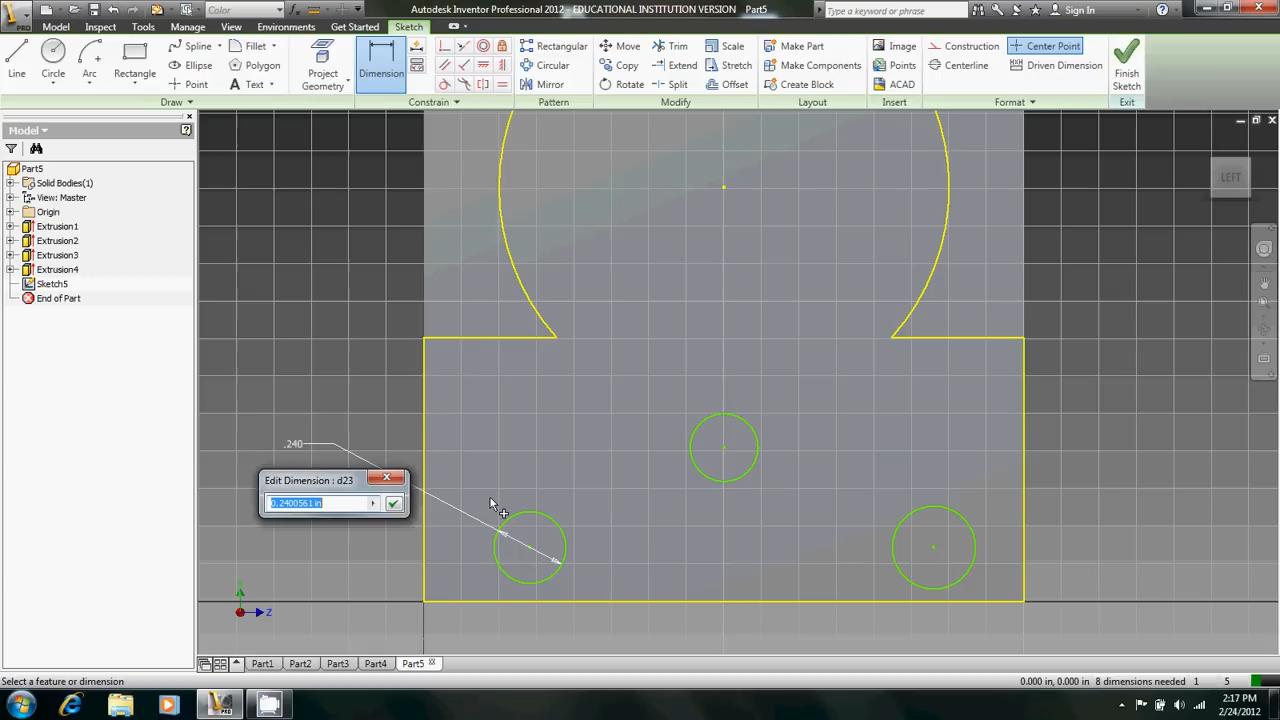 PRO
Color
Autodesk Inventor Professional 2012 - EDUCATIONAL INSTITUTION VERSION Part5
Type a keyword or phrase
Sign In
Model Inspect Tools Manage View Environments Get Started Sketch
Line Circle Arc Rectangle
Spline Fillet
Ellipse Polygon
Point Text
Draw
Project
Geometry
Dimension
Constrain
Rectangular
Circular
Mirror
Pattern
Move Trim Scale
Copy Extend Stretch
Rotate Split Offset
Modify
Make Part
Make Components
Create Block
Layout
Image
Points
ACAD
Insert
Construction Center Point
Centerline Driven Dimension
Format
Finish
Sketch
Exit
Model
Part5
Solid Bodies(1)
View: Master
Origin
Extrusion1
Extrusion2
Extrusion3
Extrusion4
Sketch5
End of Part
LEFT
.240
Edit Dimension : d23
0.2400561 in
Z
Part1 Part2 Part3 Part4 Part5
Select a feature or dimension
0.000 in, 0.000 in 8 dimensions needed 1 5
2:17 PM
2/24/2012